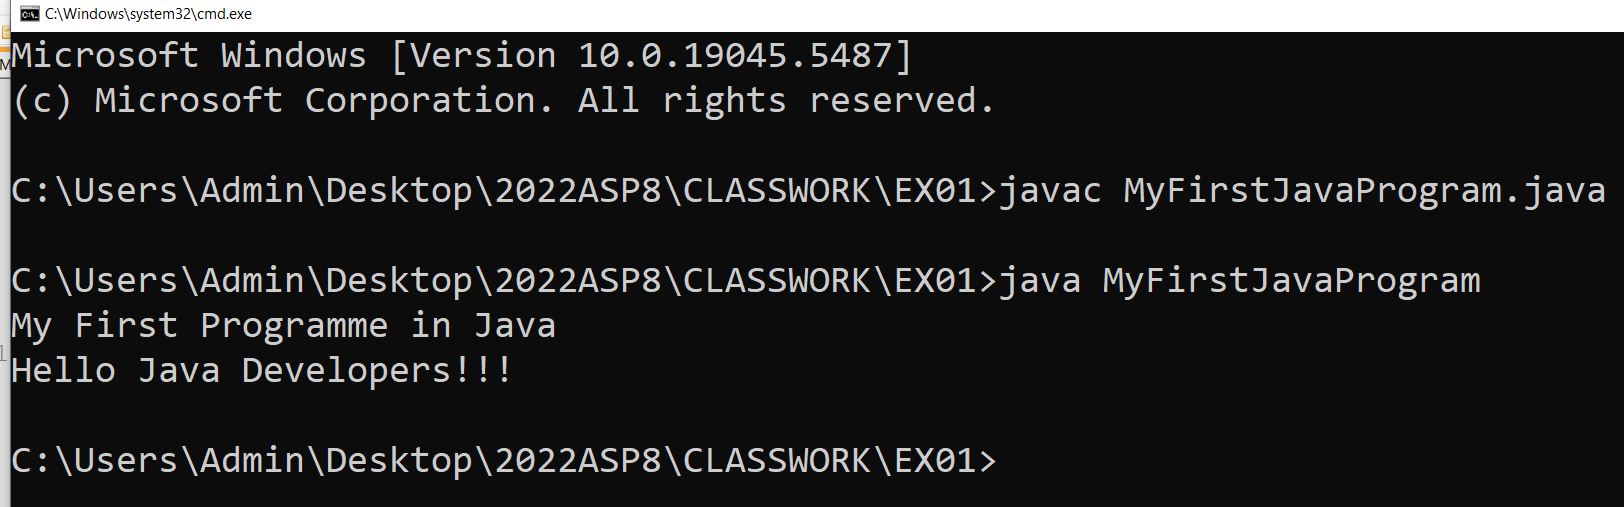 C:\Windows\system32\cmd.exe
Microsoft Windows [Version 10.0.19045.5487]
(c) Microsoft Corporation. All rights reserved.
C:\Users\Admin\Desktop\2022ASP8\CLASSWORK\EX01>javac MyFirstJavaProgram.java
C:\Users\Admin\Desktop\2022ASP8\CLASSWORK\EX01>java MyFirstJavaProgram
My First Programme in Java
Hello Java Developers!!!
C:\Users\Admin\Desktop\2022ASP8\CLASSWORK\EX01>